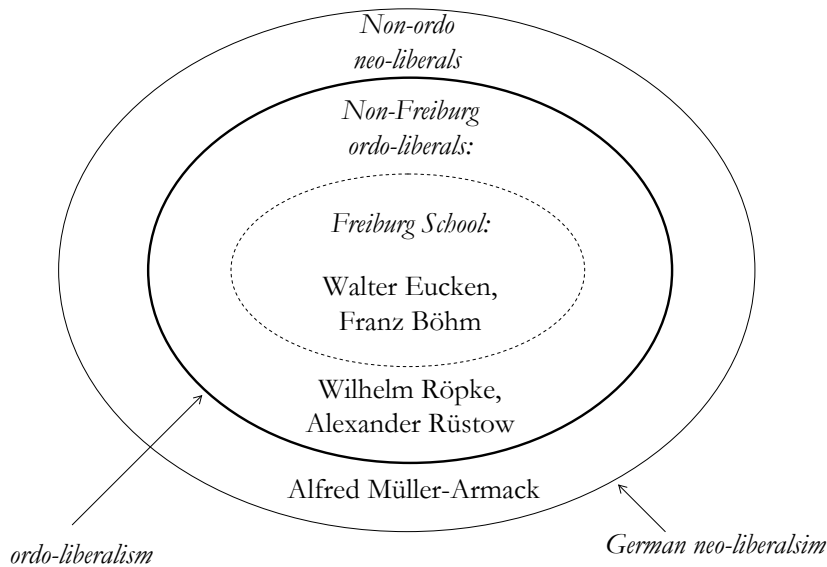 Non-ordo
neo-liberals
Non-Freiburg
ordo-liberals:
Freiburg School:
Walter Eucken,
Franz Böhm
Wilhelm Röpke,
Alexander Rüstow
Alfred Müller-Armack
ordo-liberalism
German neo-liberalsim